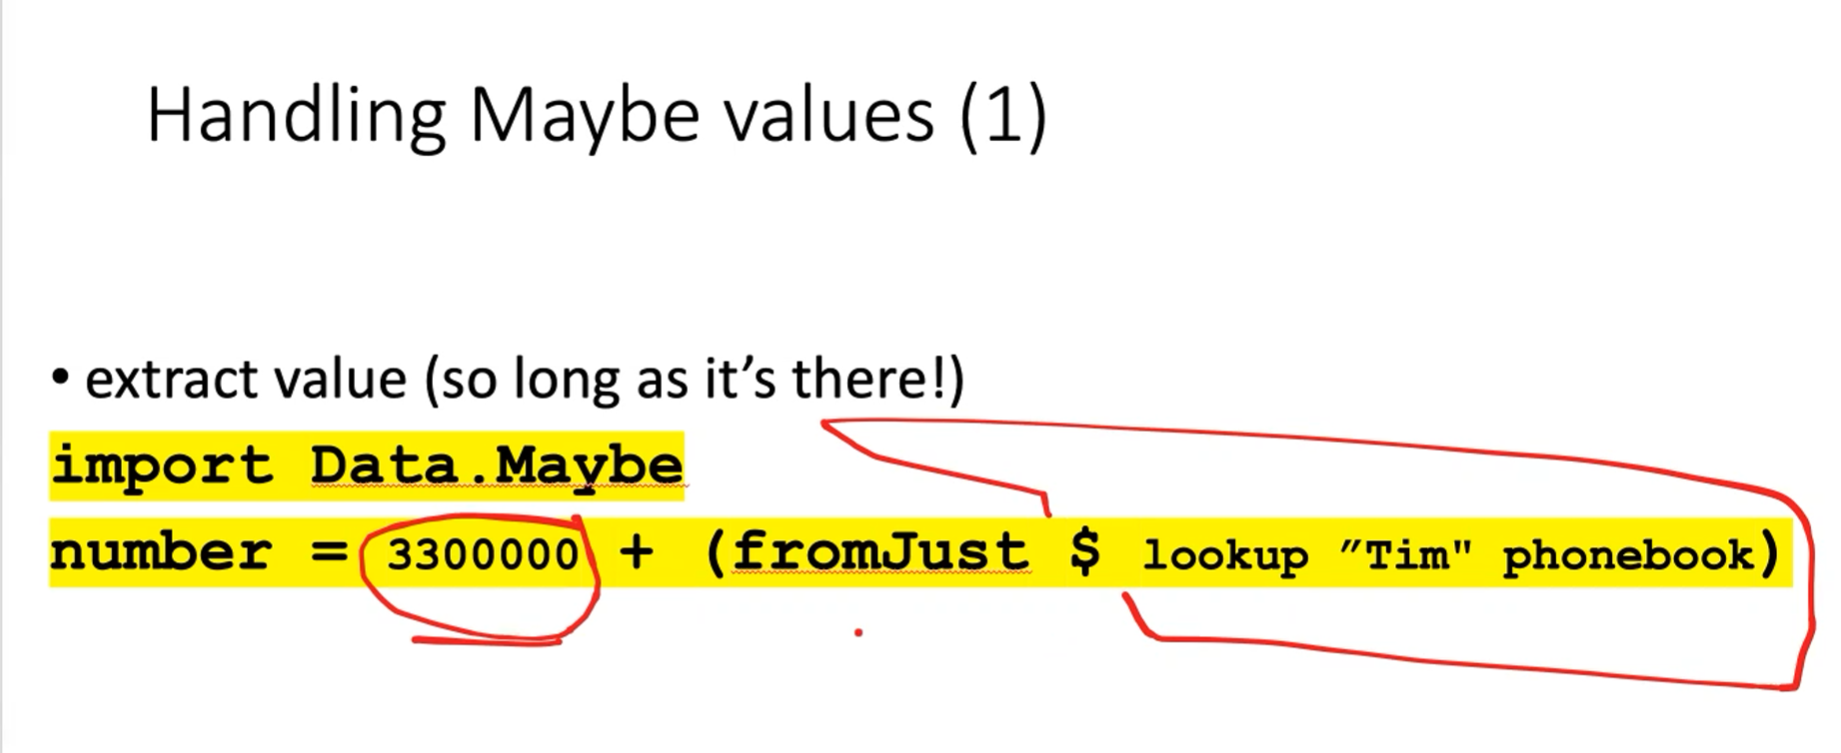 Handling Maybe values (1)
• extract value (so long as it’s there!)
import Data.Maybe
number = 3300000 + (fromJust $ lookup ″Tim" phonebook)